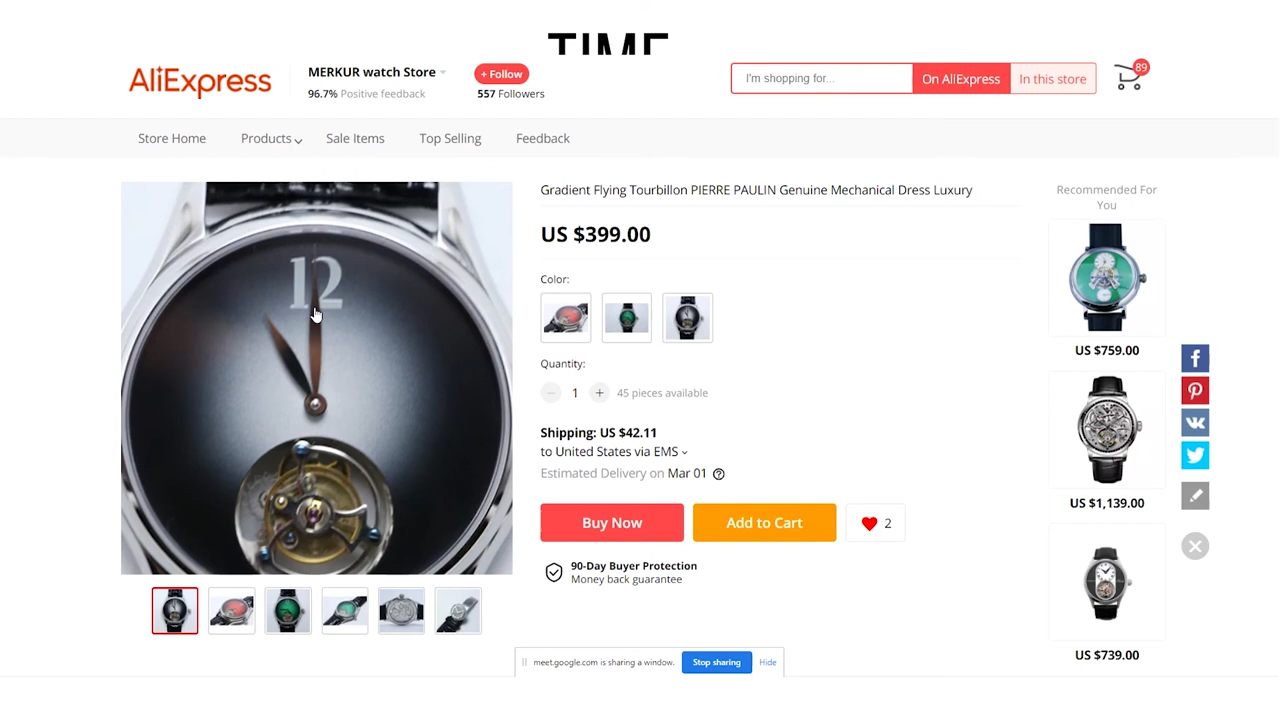 TIME
AliExpress
MERKUR watch Store
96.7% Positive feedback
+ Follow
557 Followers
I'm shopping for...
On AliExpress
In this store
89
Store Home
Products
Sale Items
Top Selling
Feedback
12
Gradient Flying Tourbillon PIERRE PAULIN Genuine Mechanical Dress Luxury
US $399.00
Color:
Quantity:
1
45 pieces available
Shipping: US $42.11
to United States via EMS
Estimated Delivery on Mar 01
Buy Now
Add to Cart
2
90-Day Buyer Protection
Money back guarantee
Recommended For
You
US $759.00
US $1,139.00
US $739.00
meet.google.com is sharing a window.
Stop sharing
Hide